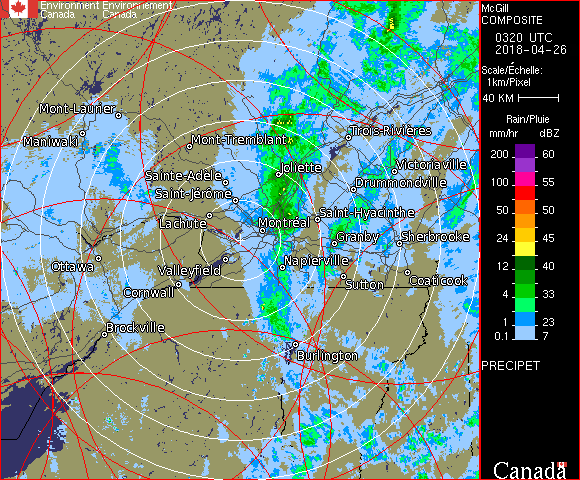 Environment Environnement
Canada Canada
McGill
COMPOSITE
0320 UTC
2018-04-26
Scale/Échelle:
1km/Pixel
40 KM
Rain/Pluie
mm/hr dBZ
200 60
150 57
100 55
50 50
24 45
12 40
4 33
1 23
0.1 7
PRECIPET
Canada
Mont-Laurier
Maniwaki
Mont-Tremblant
Trois-Rivières
Sainte-Adèle
Joliette
Victoriaville
Saint-Jérôme
Drummondville
Lachute
Saint-Hyacinthe
Montréal
Granby
Sherbrooke
Ottawa
Valleyfield
Napierville
Cornwall
Sutton
Coaticook
Brockville
Burlington